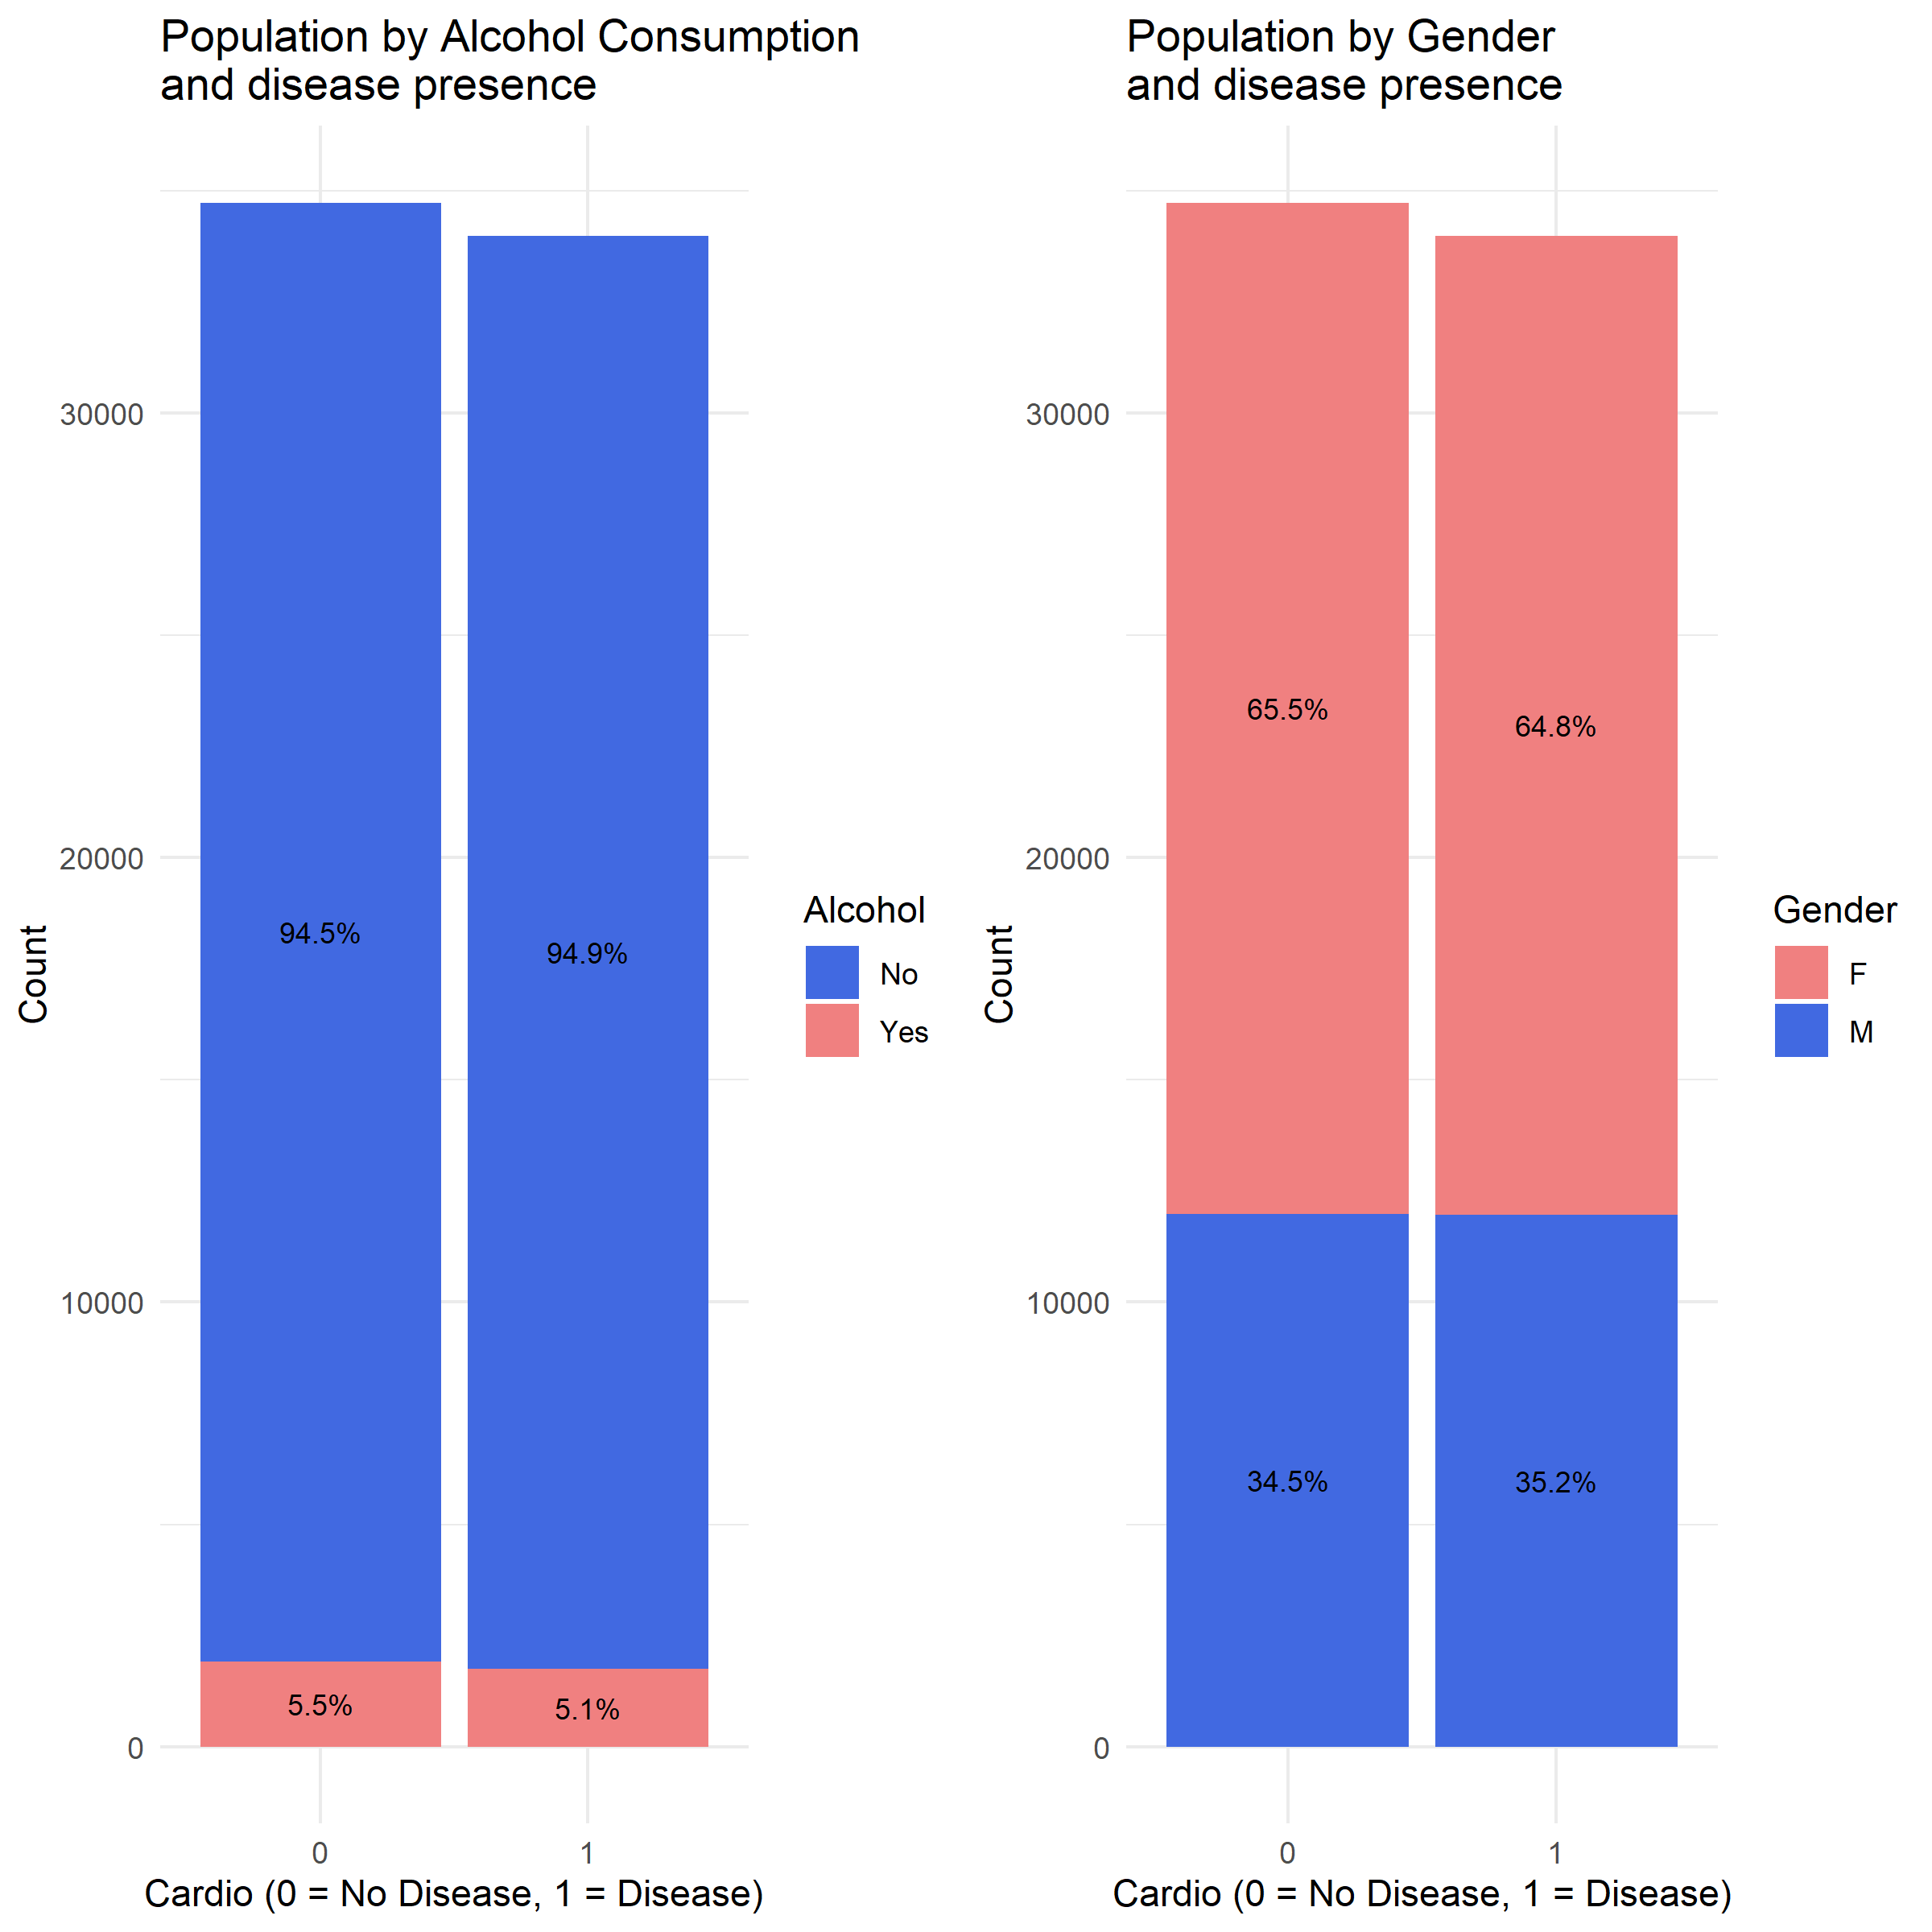 Population by Alcohol Consumption
and disease presence
30000
20000
10000
0
Count
94.5%
94.9%
5.5%
5.1%
0
1
Cardio (0 = No Disease, 1 = Disease)
Alcohol
No
Yes
Population by Gender
and disease presence
30000
20000
10000
0
Count
65.5%
64.8%
34.5%
35.2%
0
1
Cardio (0 = No Disease, 1 = Disease)
Gender
F
M